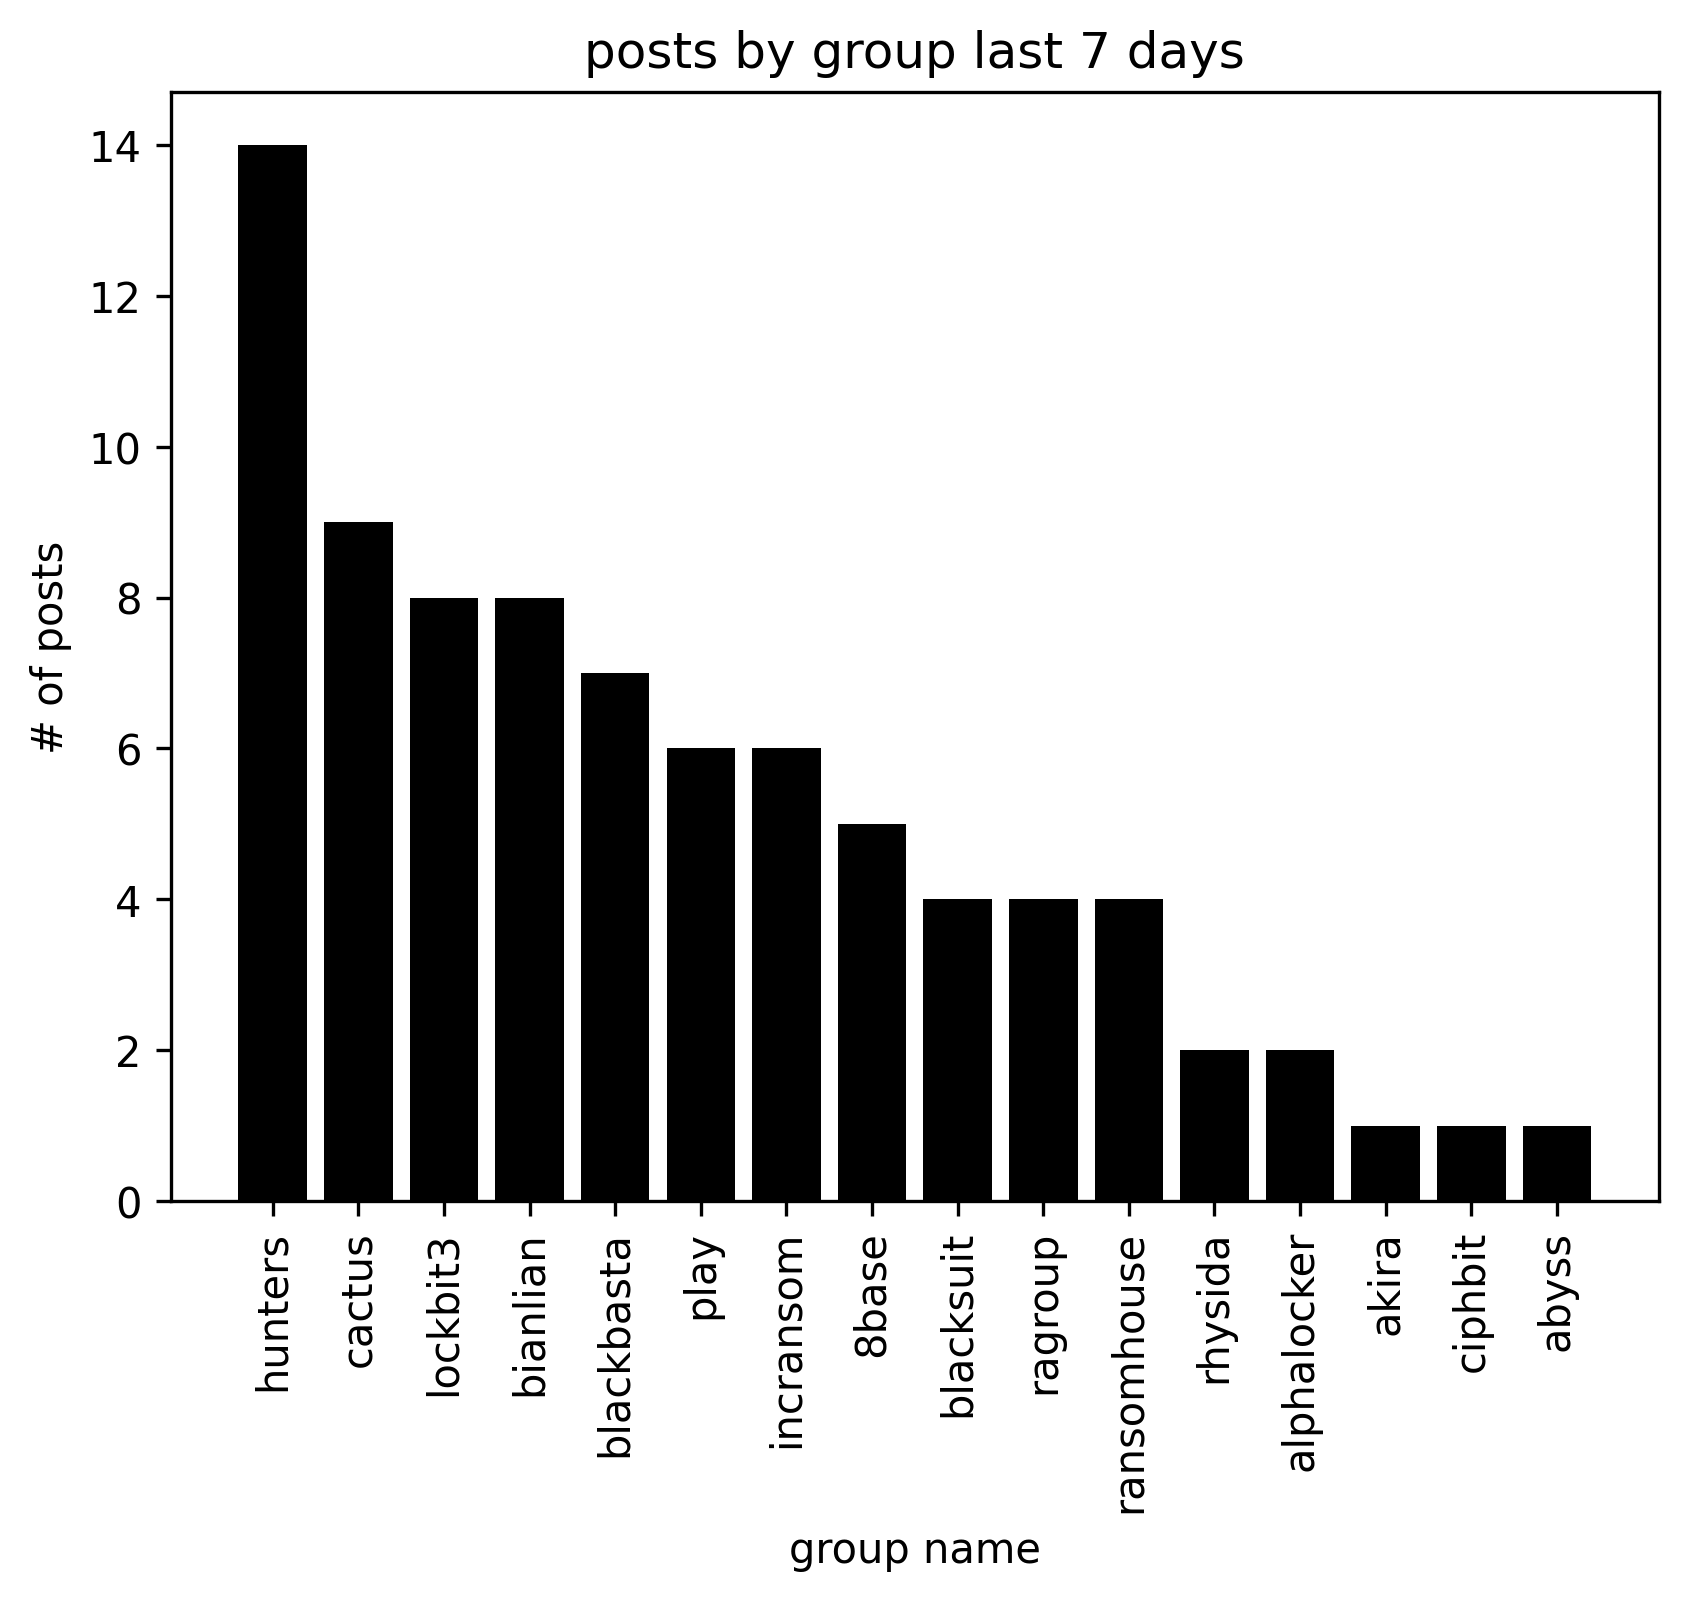 posts by group last 7 days
14
12
10
8
6
4
2
0
# of posts
hunters
cactus
lockbit3
bianlian
blackbasta
play
incransom
8base
blacksuit
ragroup
ransomhouse
rhysida
alphalocker
akira
ciphbit
abyss
group name